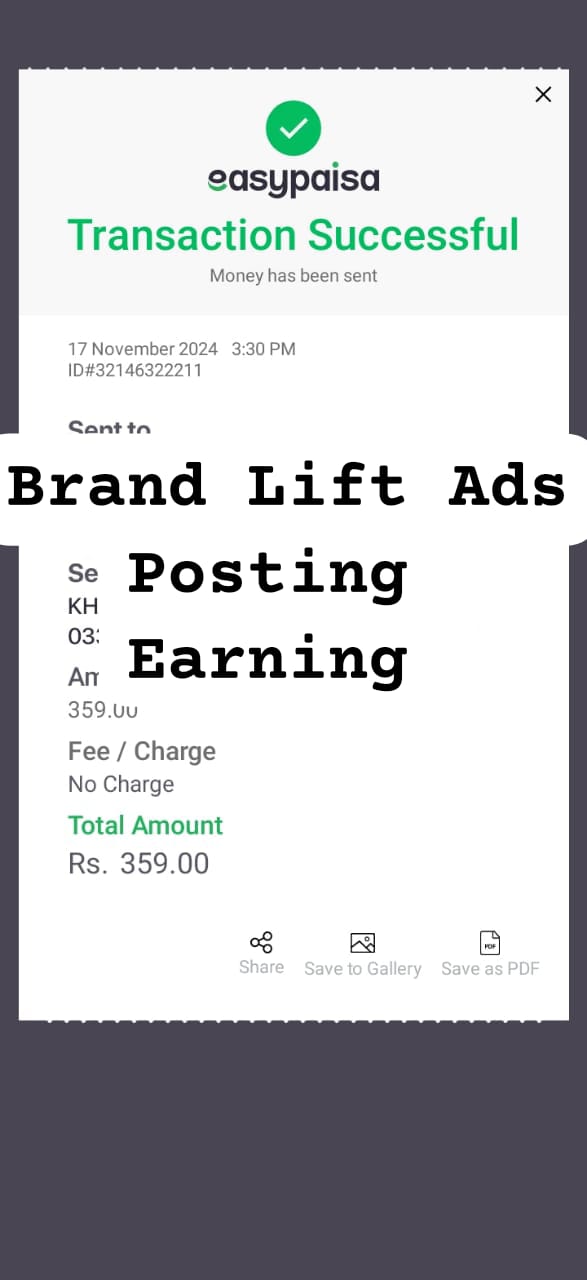 easypaisa
Transaction Successful
Money has been sent
17 November 2024 3:30 PM
ID#32146322211
Sent to
Brand Lift Ads
Posting
Earning
Se
KH
03
359.00
Fee / Charge
No Charge
Total Amount
Rs. 359.00
Share
Save to Gallery
Save as PDF